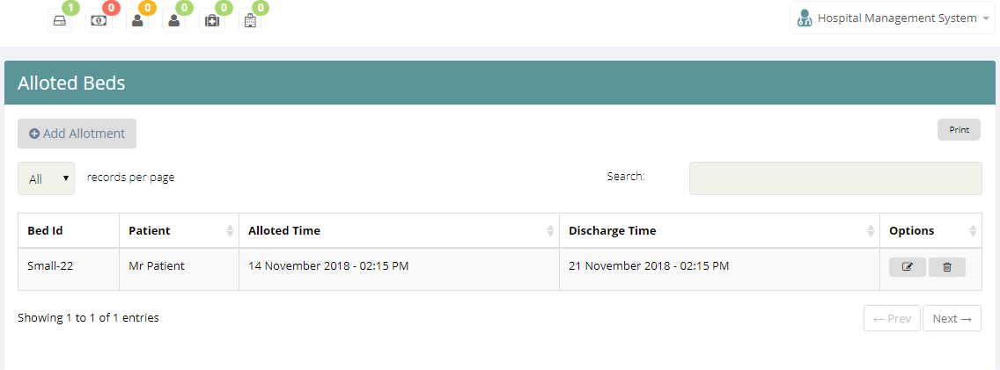 1 0 0 0 0 0
Hospital Management System
Alloted Beds
Add Allotment
Print
All records per page Search:
Bed Id Patient Alloted Time Discharge Time Options
Small-22 Mr Patient 14 November 2018 - 02:15 PM 21 November 2018 - 02:15 PM
Showing 1 to 1 of 1 entries
← Prev Next →